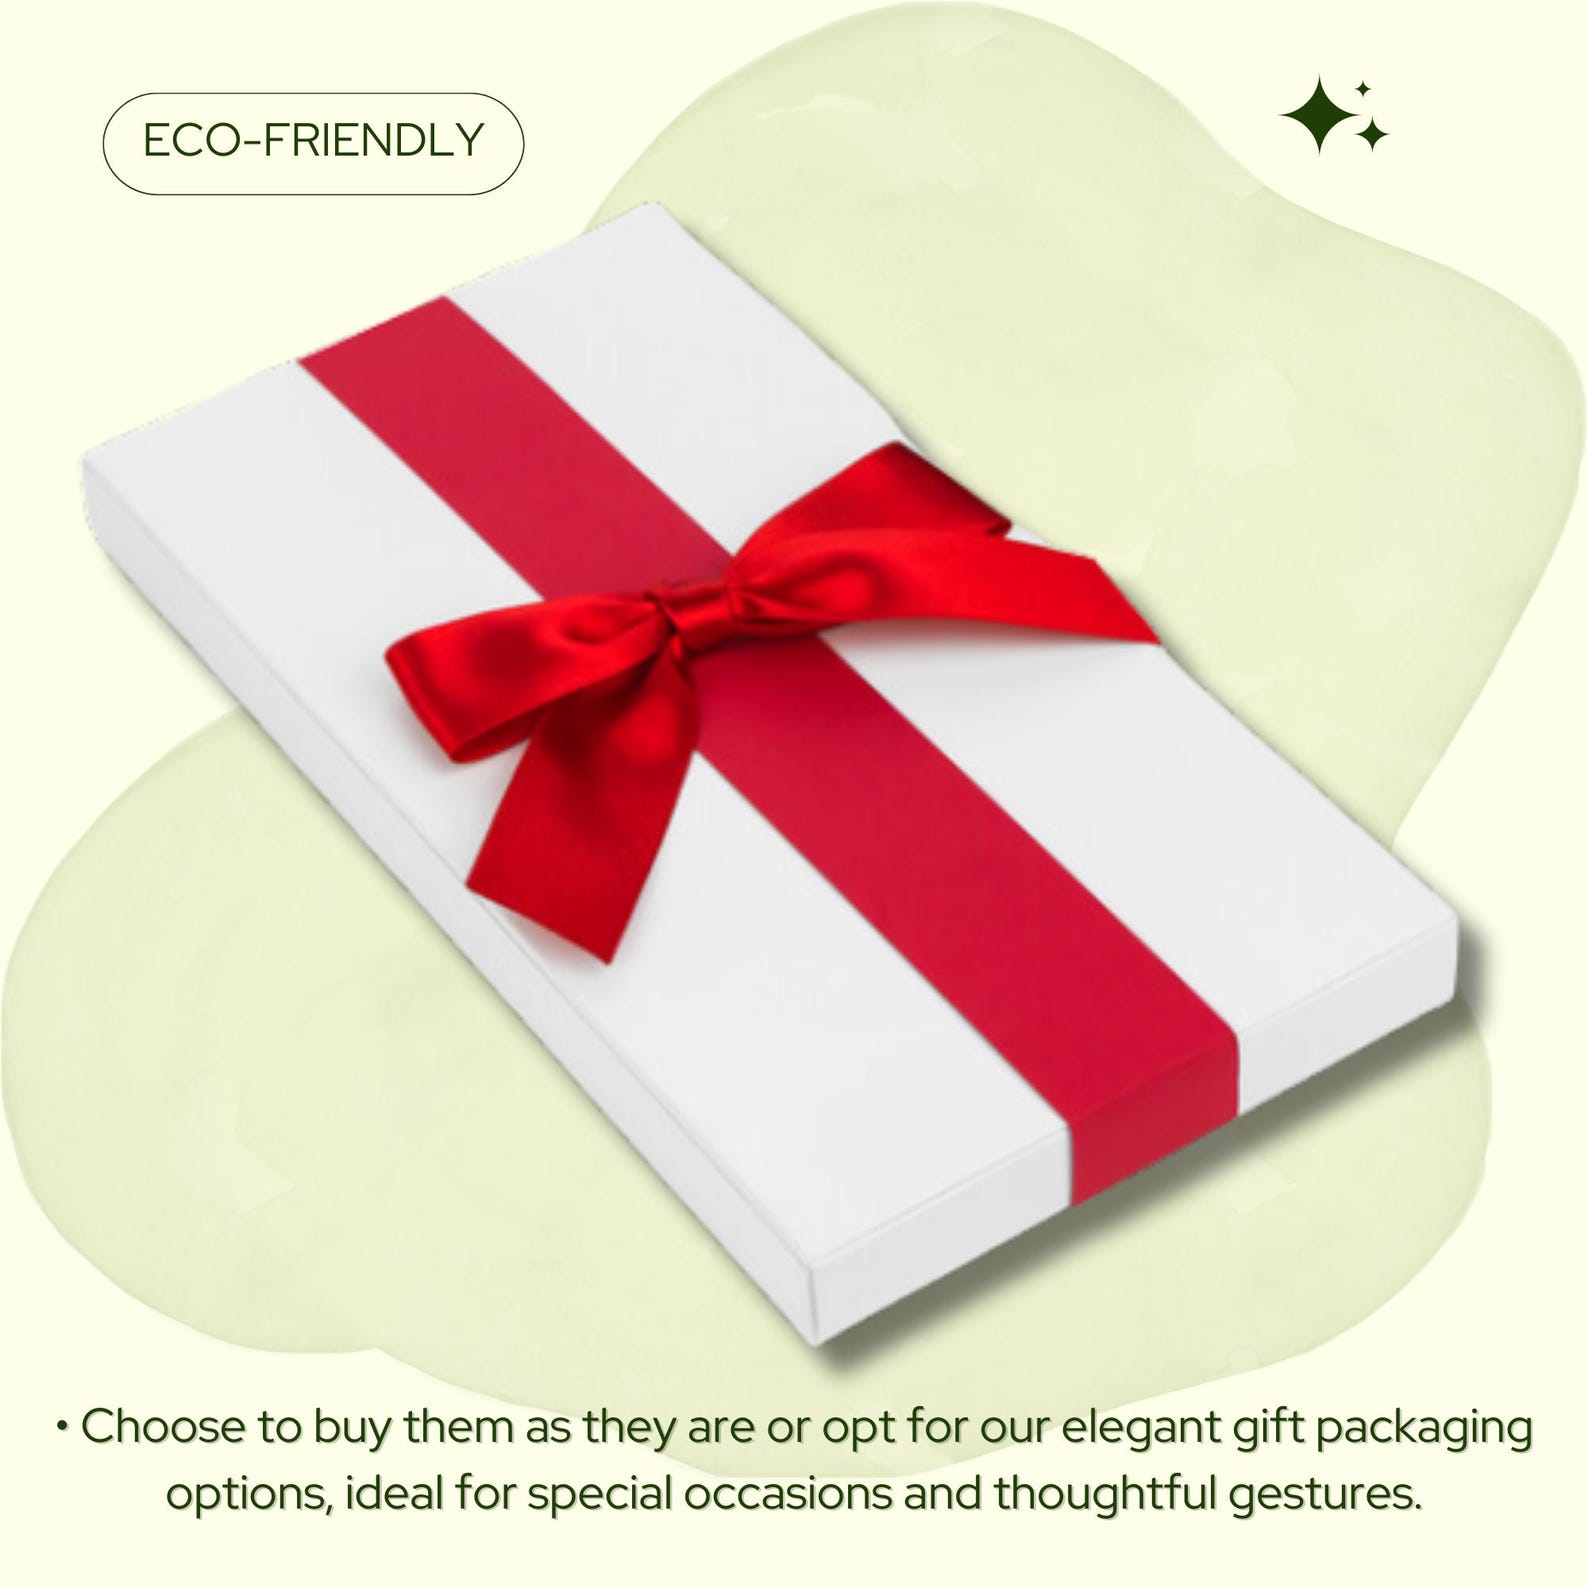 ECO-FRIENDLY
• Choose to buy them as they are or opt for our elegant gift packaging
options, ideal for special occasions and thoughtful gestures.